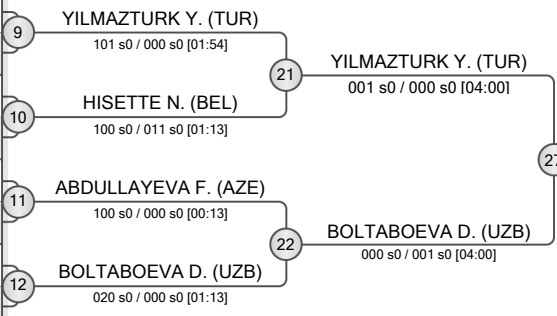 YILMAZTURK Y. (TUR)
9
101 s0 / 000 s0 [01:54]
21
YILMAZTURK Y. (TUR)
001 s0 / 000 s0 [04:00]
HISETTE N. (BEL)
10
100 s0 / 011 s0 [01:13]
27
ABDULLAYEVA F. (AZE)
11
100 s0 / 000 s0 [00:13]
22
BOLTABOEVA D. (UZB)
000 s0 / 001 s0 [04:00]
BOLTABOEVA D. (UZB)
12
020 s0 / 000 s0 [01:13]